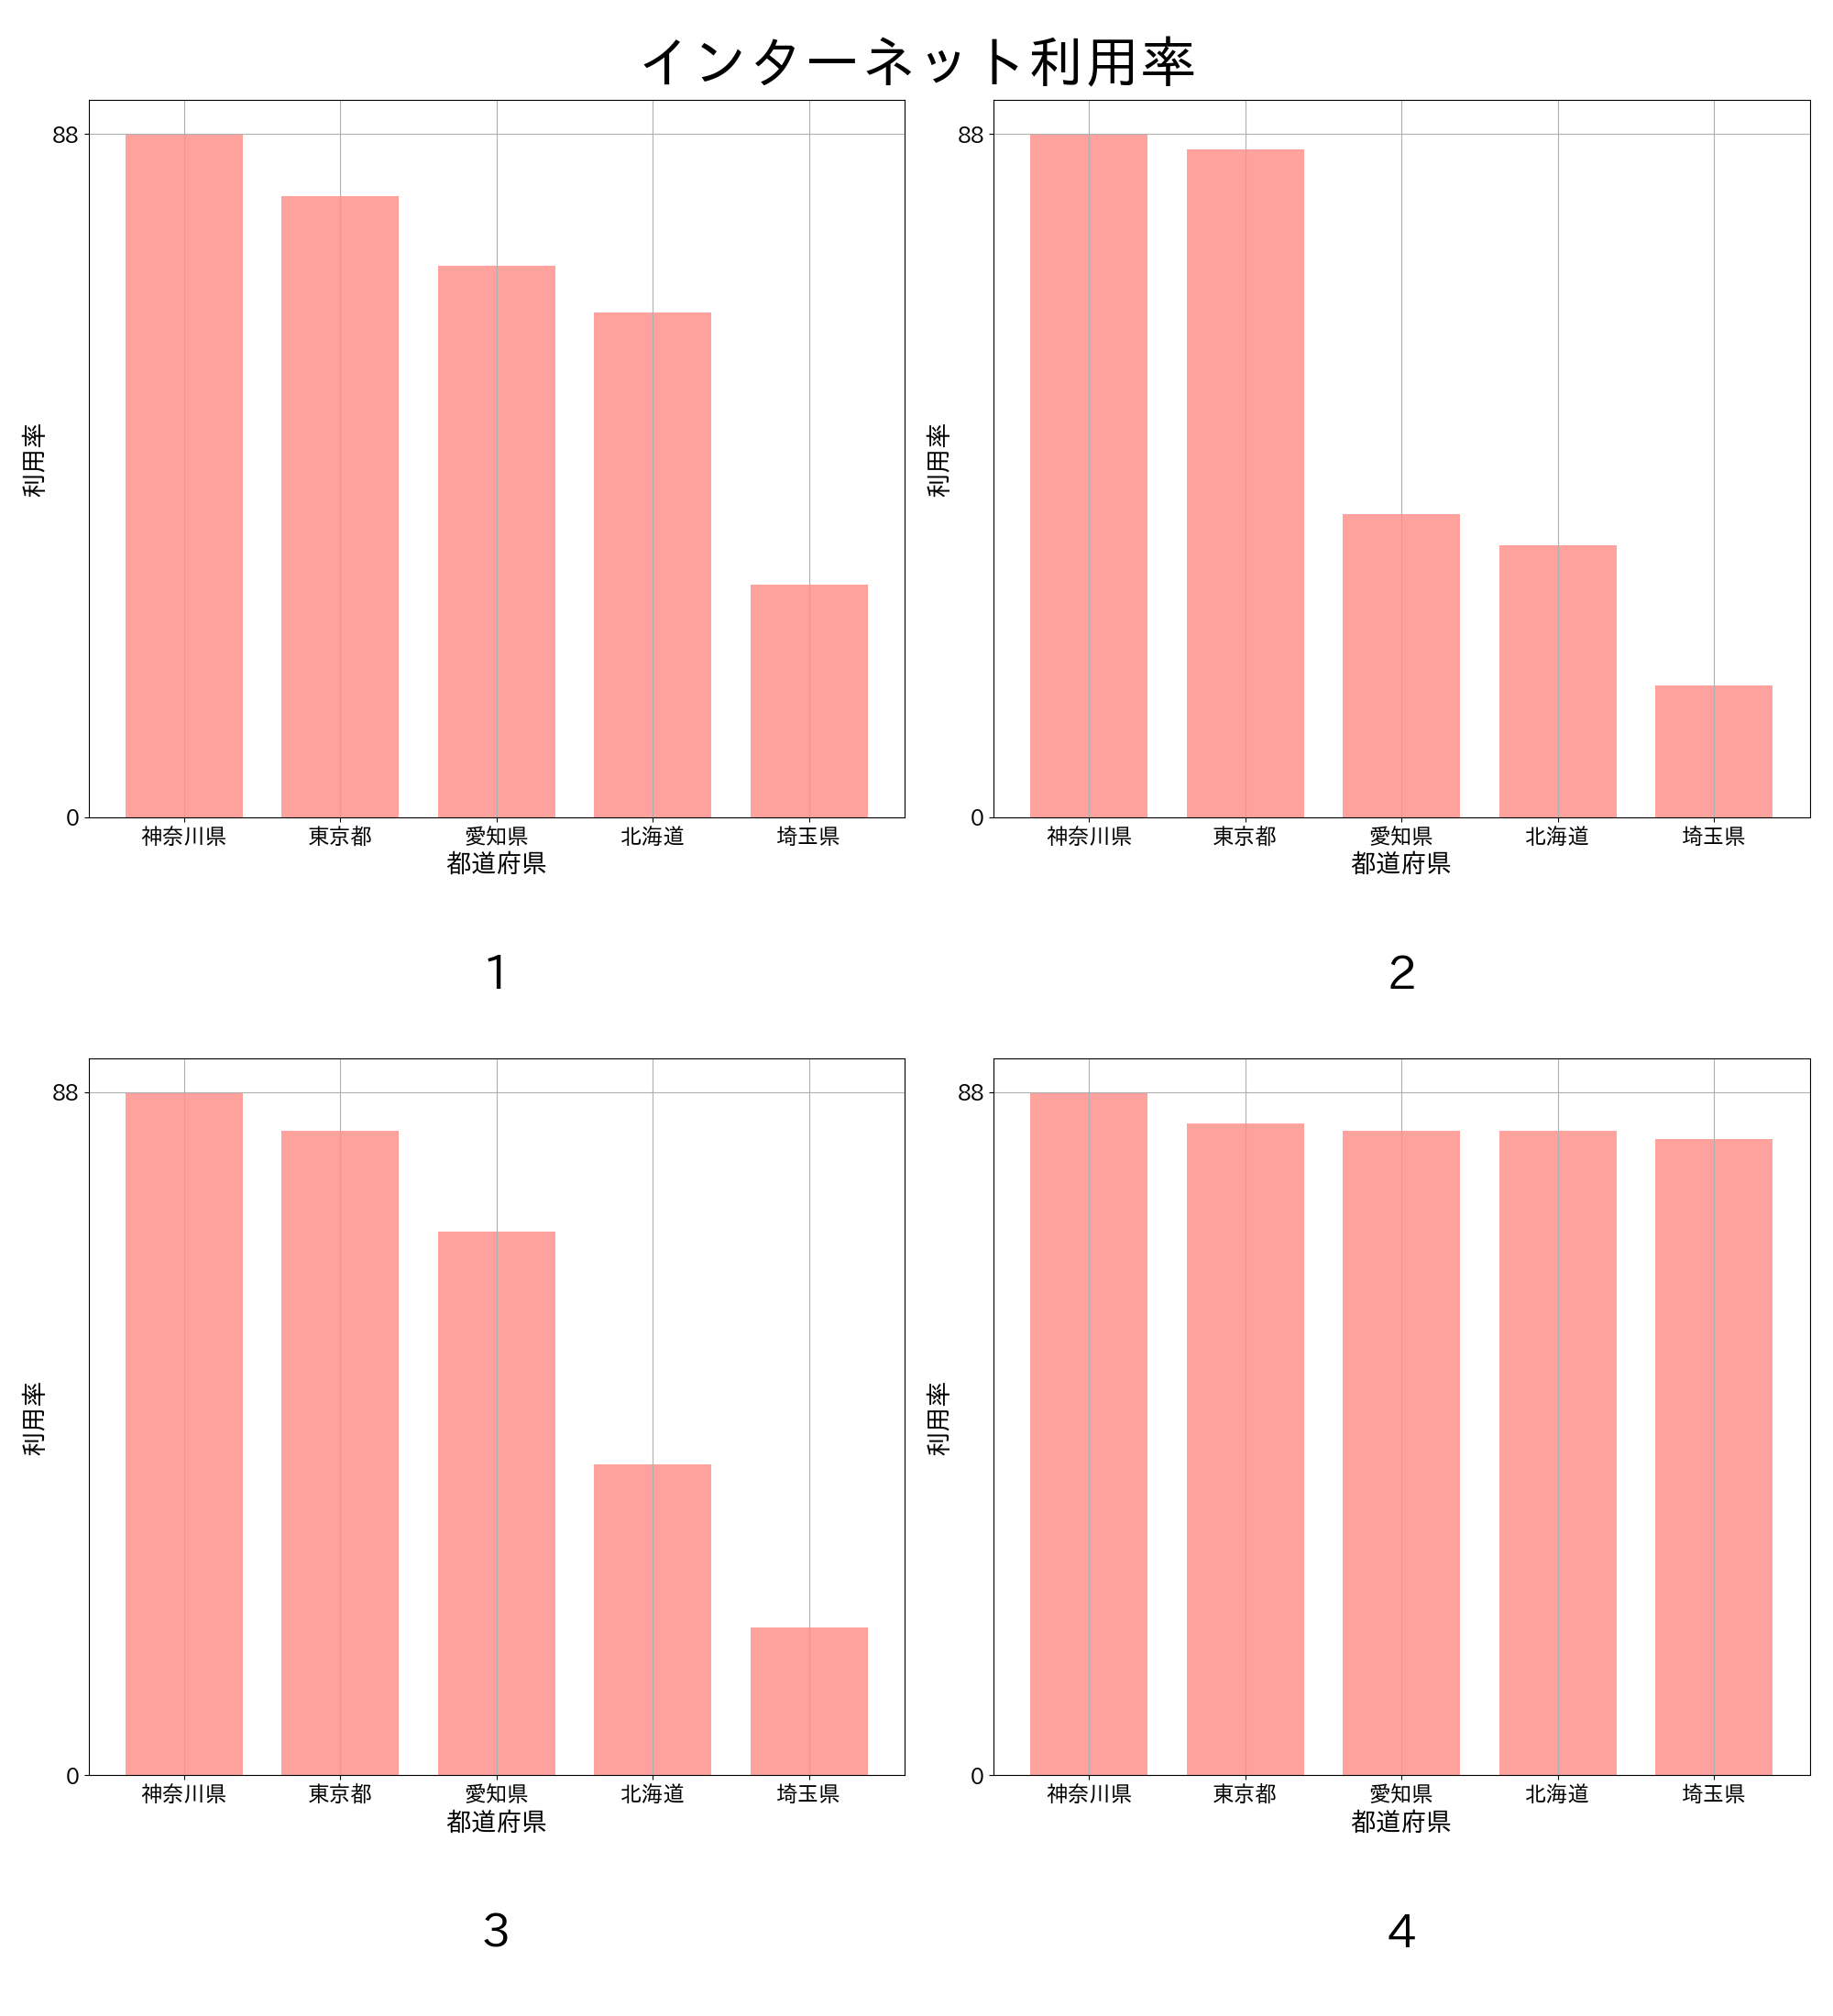 インターネット利用率
88
0
利用率
神奈川県 東京都 愛知県 北海道 埼玉県
都道府県
1
88
0
利用率
神奈川県 東京都 愛知県 北海道 埼玉県
都道府県
2
88
0
利用率
神奈川県 東京都 愛知県 北海道 埼玉県
都道府県
3
88
0
利用率
神奈川県 東京都 愛知県 北海道 埼玉県
都道府県
4